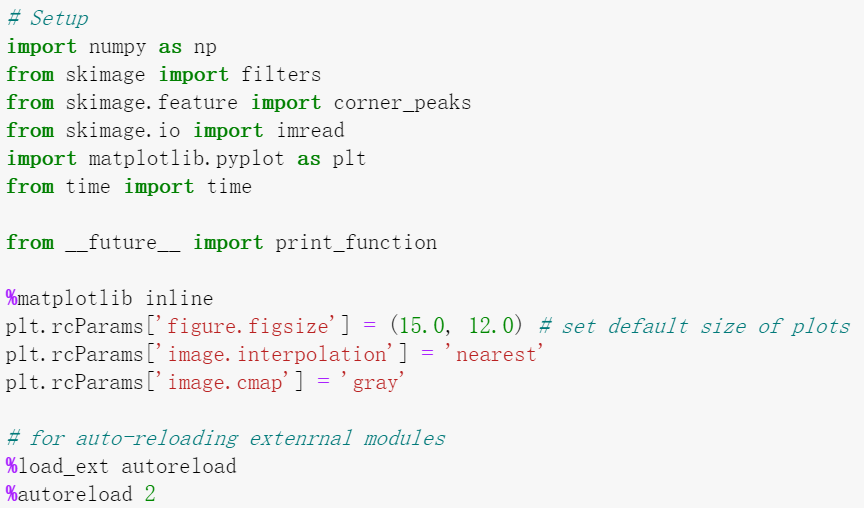 # Setup
import numpy as np
from skimage import filters
from skimage.feature import corner_peaks
from skimage.io import imread
import matplotlib.pyplot as plt
from time import time
from __future__ import print_function
%matplotlib inline
plt.rcParams['figure.figsize'] = (15.0, 12.0) # set default size of plots
plt.rcParams['image.interpolation'] = 'nearest'
plt.rcParams['image.cmap'] = 'gray'
# for auto-reloading extenrnal modules
%load_ext autoreload
%autoreload 2